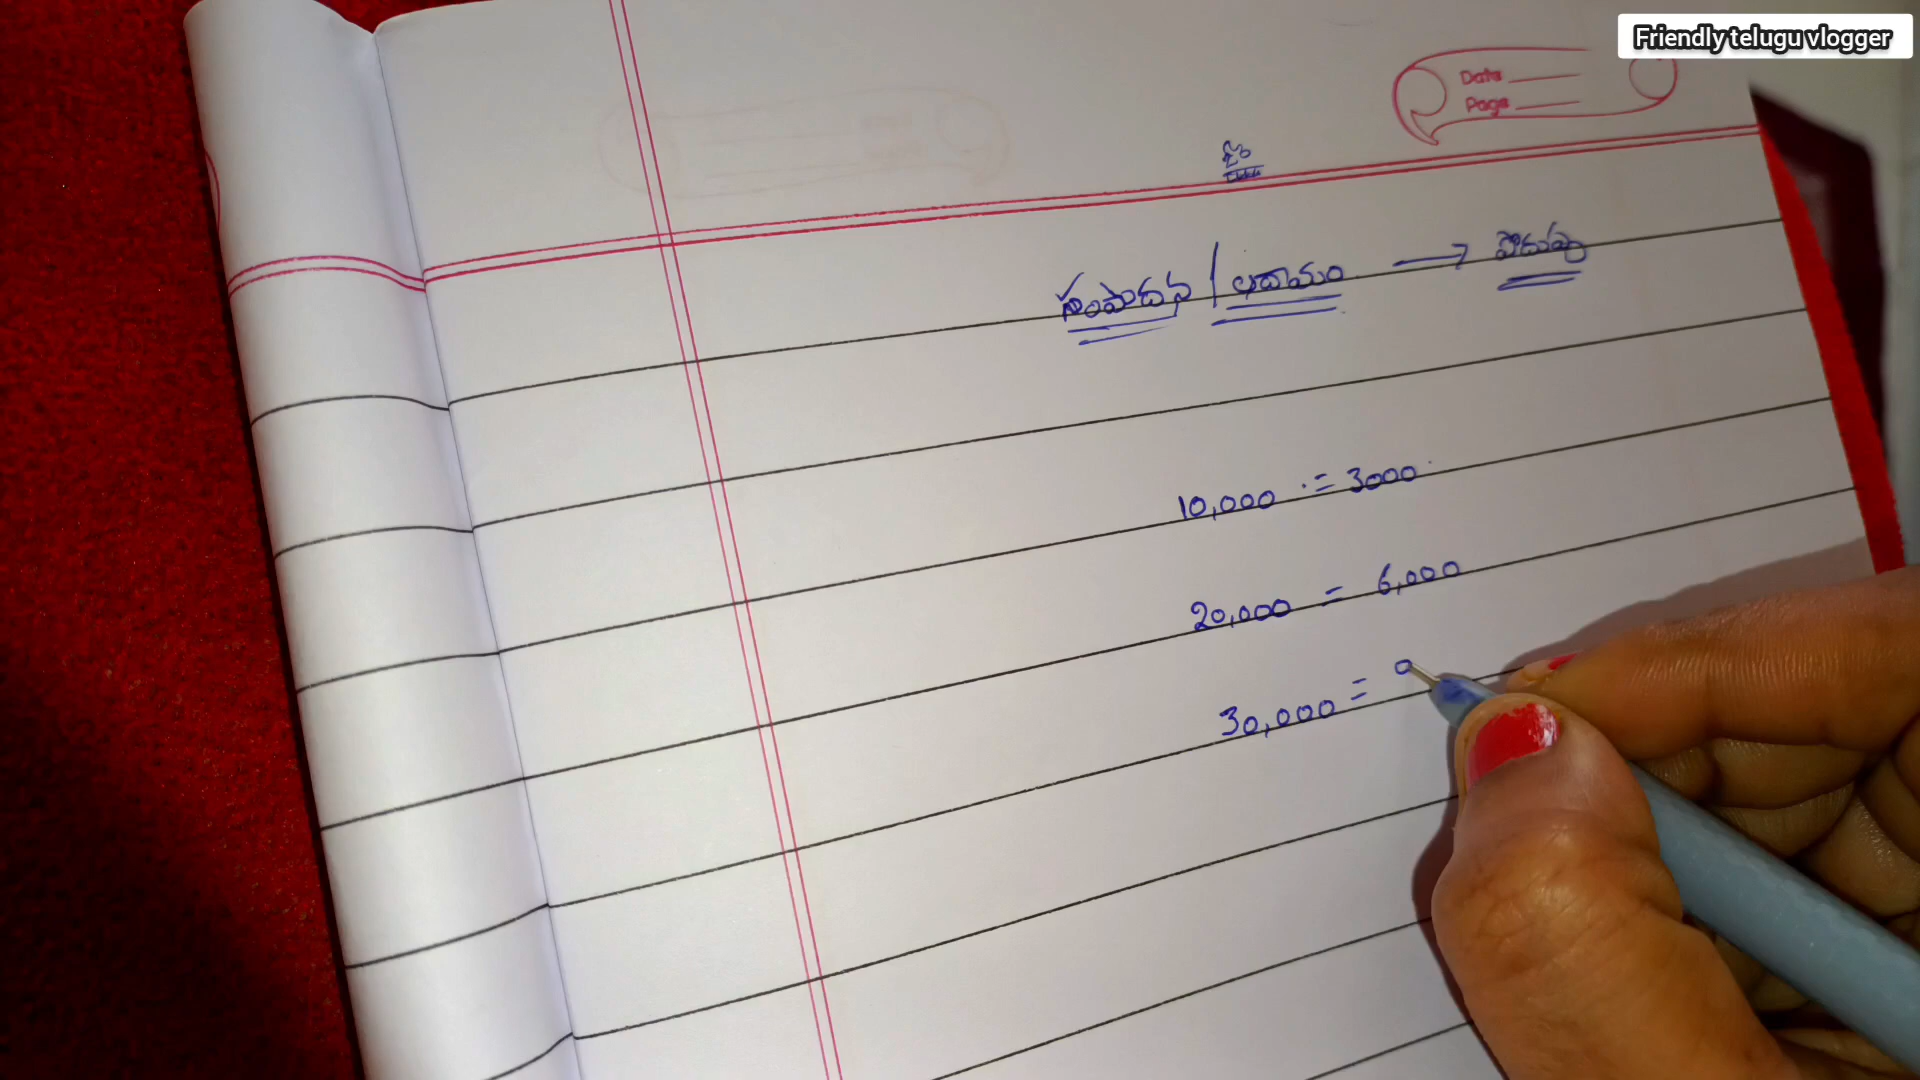 Friendly telugu vlogger
Date
Page
సంపాదన | ఆదాయం → పొదుపు
10,000 = 3000
20,000 = 6,000
30,000 =